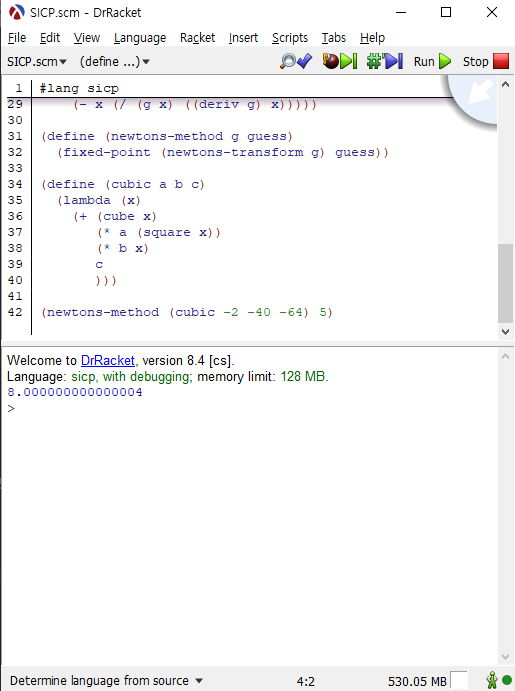 SICP.scm - DrRacket
File Edit View Language Racket Insert Scripts Tabs Help
SICP.scm▾ (define ...)▾ Run Stop
1 #lang sicp
29 (- x (/ (g x) ((deriv g) x)))))
30
31 (define (newtons-method g guess)
32 (fixed-point (newtons-transform g) guess))
33
34 (define (cubic a b c)
35 (lambda (x)
36 (+ (cube x)
37 (* a (square x))
38 (* b x)
39 c
40 )))
41
42 (newtons-method (cubic -2 -40 -64) 5)
Welcome to DrRacket, version 8.4 [cs].
Language: sicp, with debugging; memory limit: 128 MB.
8.000000000000004
>
Determine language from source ▾ 4:2 530.05 MB